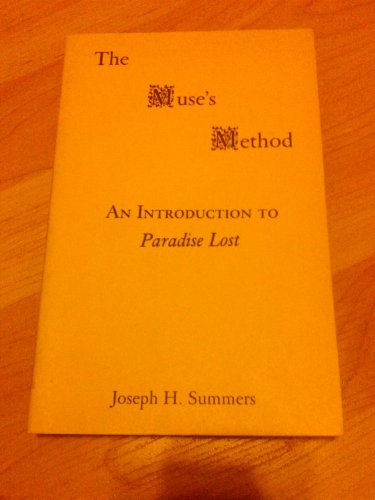 The
Muse's
Method
An Introduction to
Paradise Lost
Joseph H. Summers